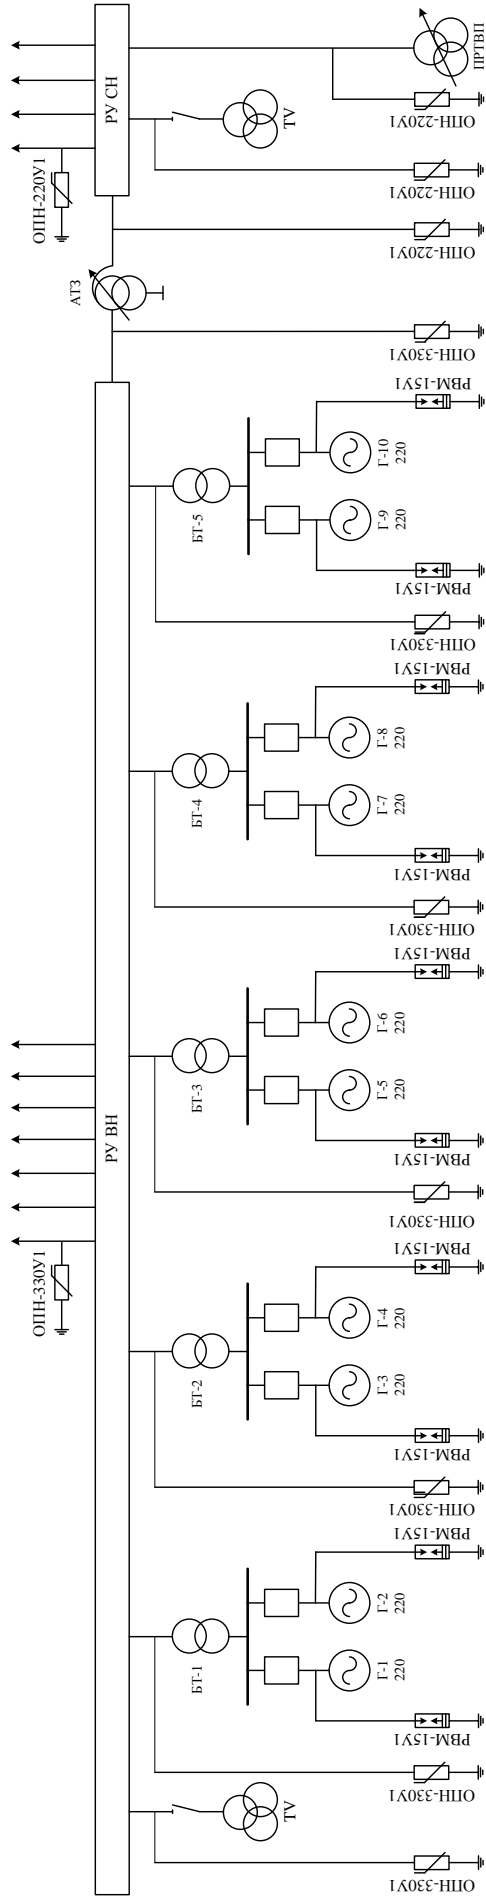 ОПН-330У1
ОПН-220У1
АТЗ
РУ ВН
РУ СН
TV
БТ-1
БТ-2
БТ-3
БТ-4
БТ-5
TV
Г-1
220
Г-2
220
Г-3
220
Г-4
220
Г-5
220
Г-6
220
Г-7
220
Г-8
220
Г-9
220
Г-10
220
ОПН-330У1
ОПН-330У1
РВМ-15У1
РВМ-15У1
ОПН-330У1
РВМ-15У1
РВМ-15У1
ОПН-330У1
РВМ-15У1
РВМ-15У1
ОПН-330У1
РВМ-15У1
РВМ-15У1
ОПН-330У1
РВМ-15У1
РВМ-15У1
ОПН-330У1
ОПН-220У1
ОПН-220У1
ОПН-220У1
ПРТВП